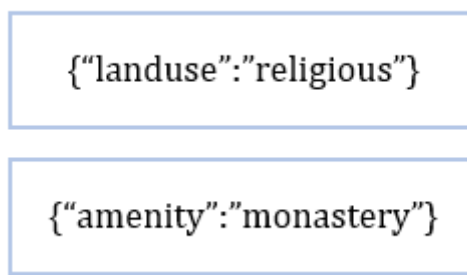 {“landuse”:”religious”}
{“amenity”:”monastery”}